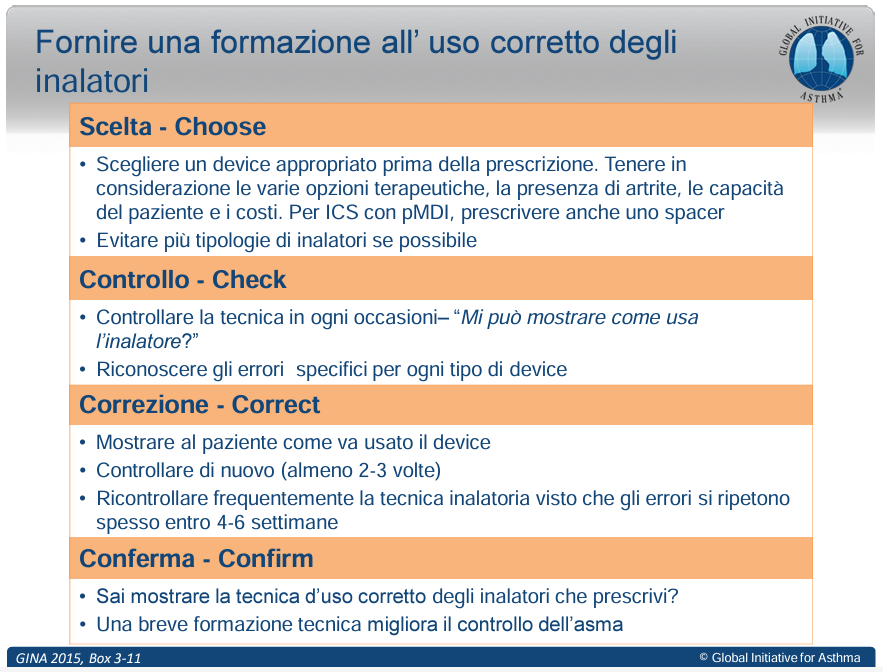 Fornire una formazione all' uso corretto degli
inalatori
GLOBAL INITIATIVE FOR
ASTHMA
Scelta - Choose
• Scegliere un device appropriato prima della prescrizione. Tenere in
considerazione le varie opzioni terapeutiche, la presenza di artrite, le capacità
del paziente e i costi. Per ICS con pMDI, prescrivere anche uno spacer
• Evitare più tipologie di inalatori se possibile
Controllo - Check
• Controllare la tecnica in ogni occasioni– “Mi può mostrare come usa
l’inalatore?”
• Riconoscere gli errori  specifici per ogni tipo di device
Correzione - Correct
• Mostrare al paziente come va usato il device
• Controllare di nuovo (almeno 2-3 volte)
• Ricontrollare frequentemente la tecnica inalatoria visto che gli errori si ripetono
spesso entro 4-6 settimane
Conferma - Confirm
• Sai mostrare la tecnica d’uso corretto degli inalatori che prescrivi?
• Una breve formazione tecnica migliora il controllo dell’asma
GINA 2015, Box 3-11
© Global Initiative for Asthma